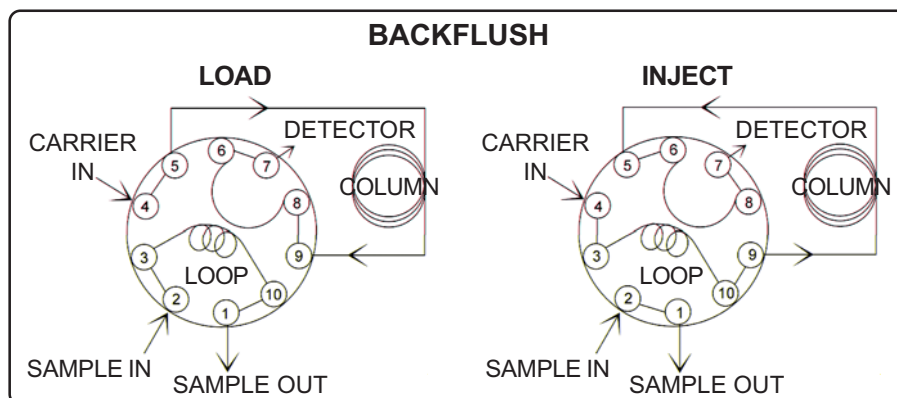 BACKFLUSH
LOAD
CARRIER
IN
DETECTOR
COLUMN
5
6
7
4
8
3
9
LOOP
2
1
10
SAMPLE IN
SAMPLE OUT
INJECT
CARRIER
IN
DETECTOR
COLUMN
5
6
7
4
8
3
9
LOOP
2
1
10
SAMPLE IN
SAMPLE OUT